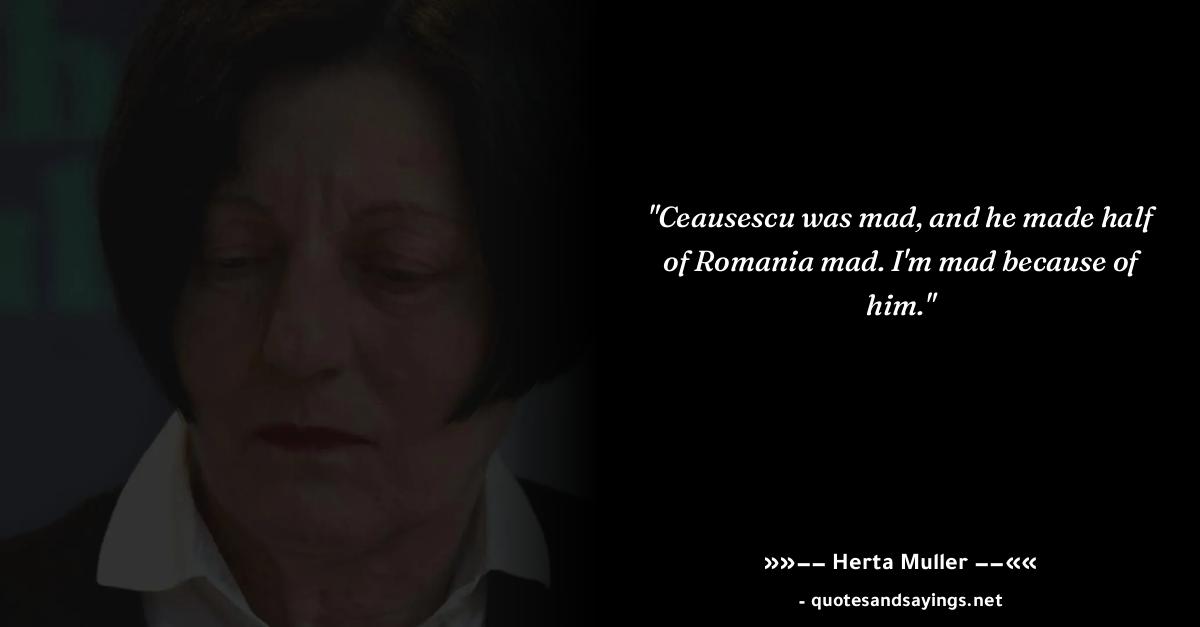 "Ceausescu was mad, and he made half
of Romania mad. I'm mad because of
him."
»»−− Herta Muller −−««
- quotesandsayings.net